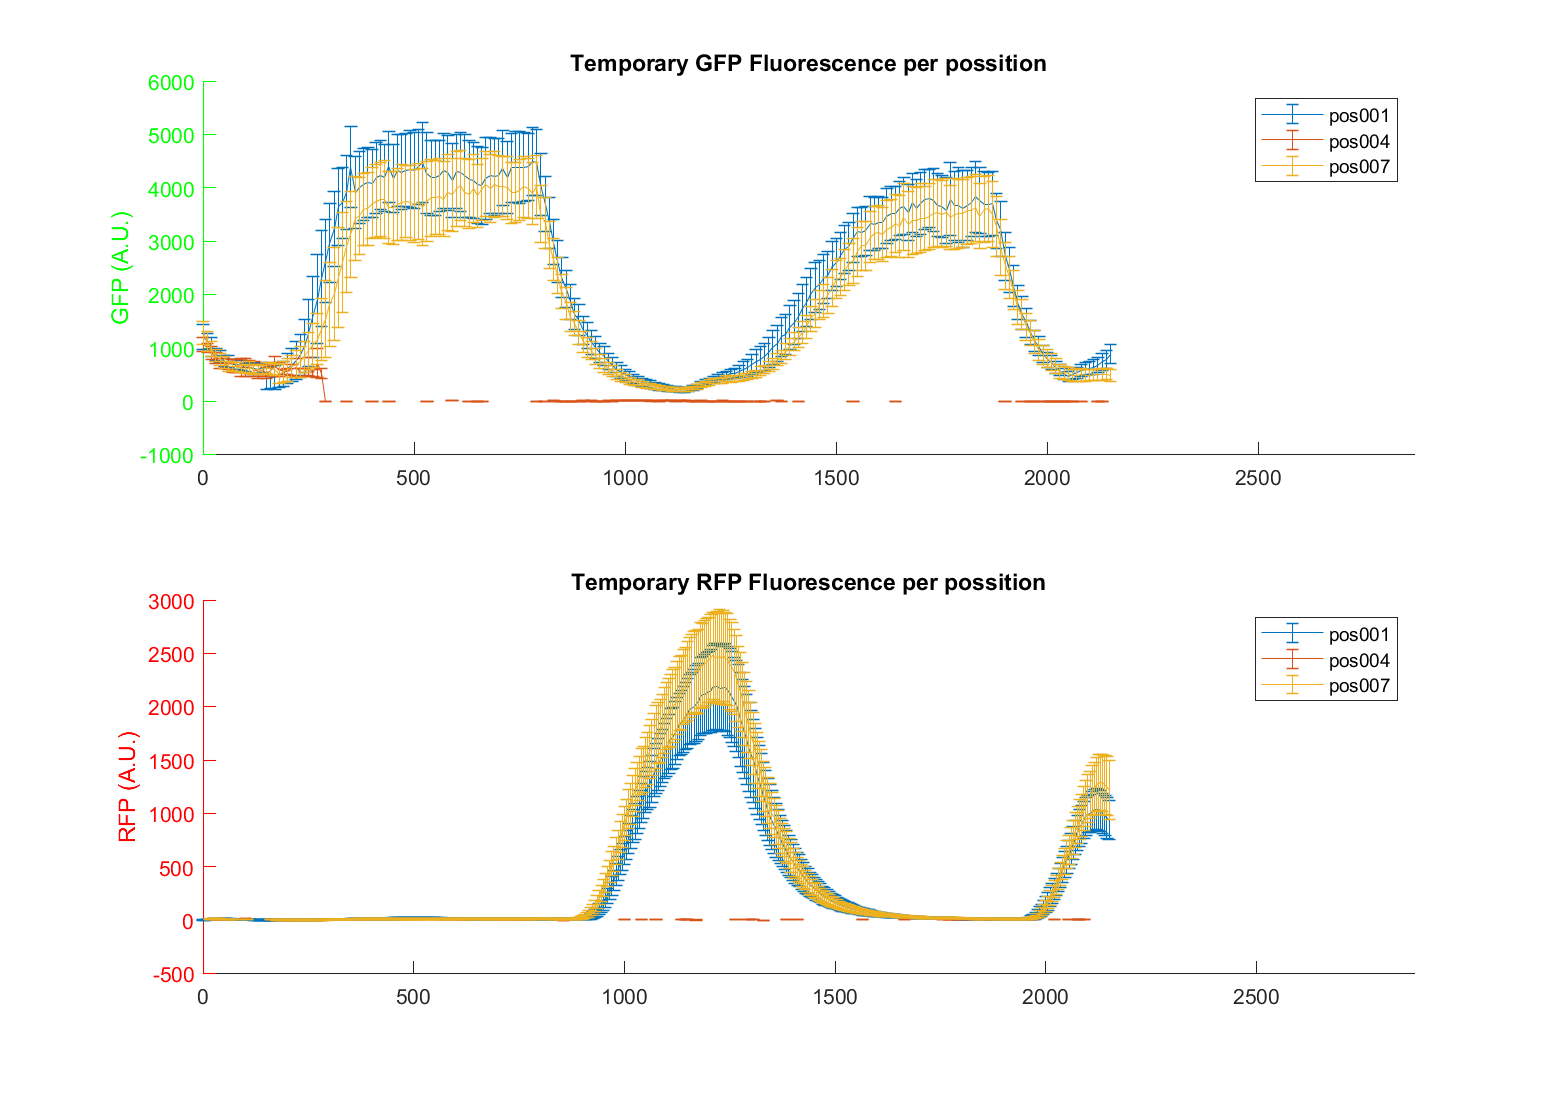 Temporary GFP Fluorescence per possition
6000
5000
4000
3000
2000
1000
0
-1000
GFP (A.U.)
0 500 1000 1500 2000 2500
pos001
pos004
pos007
Temporary RFP Fluorescence per possition
3000
2500
2000
1500
1000
500
0
-500
RFP (A.U.)
0 500 1000 1500 2000 2500
pos001
pos004
pos007